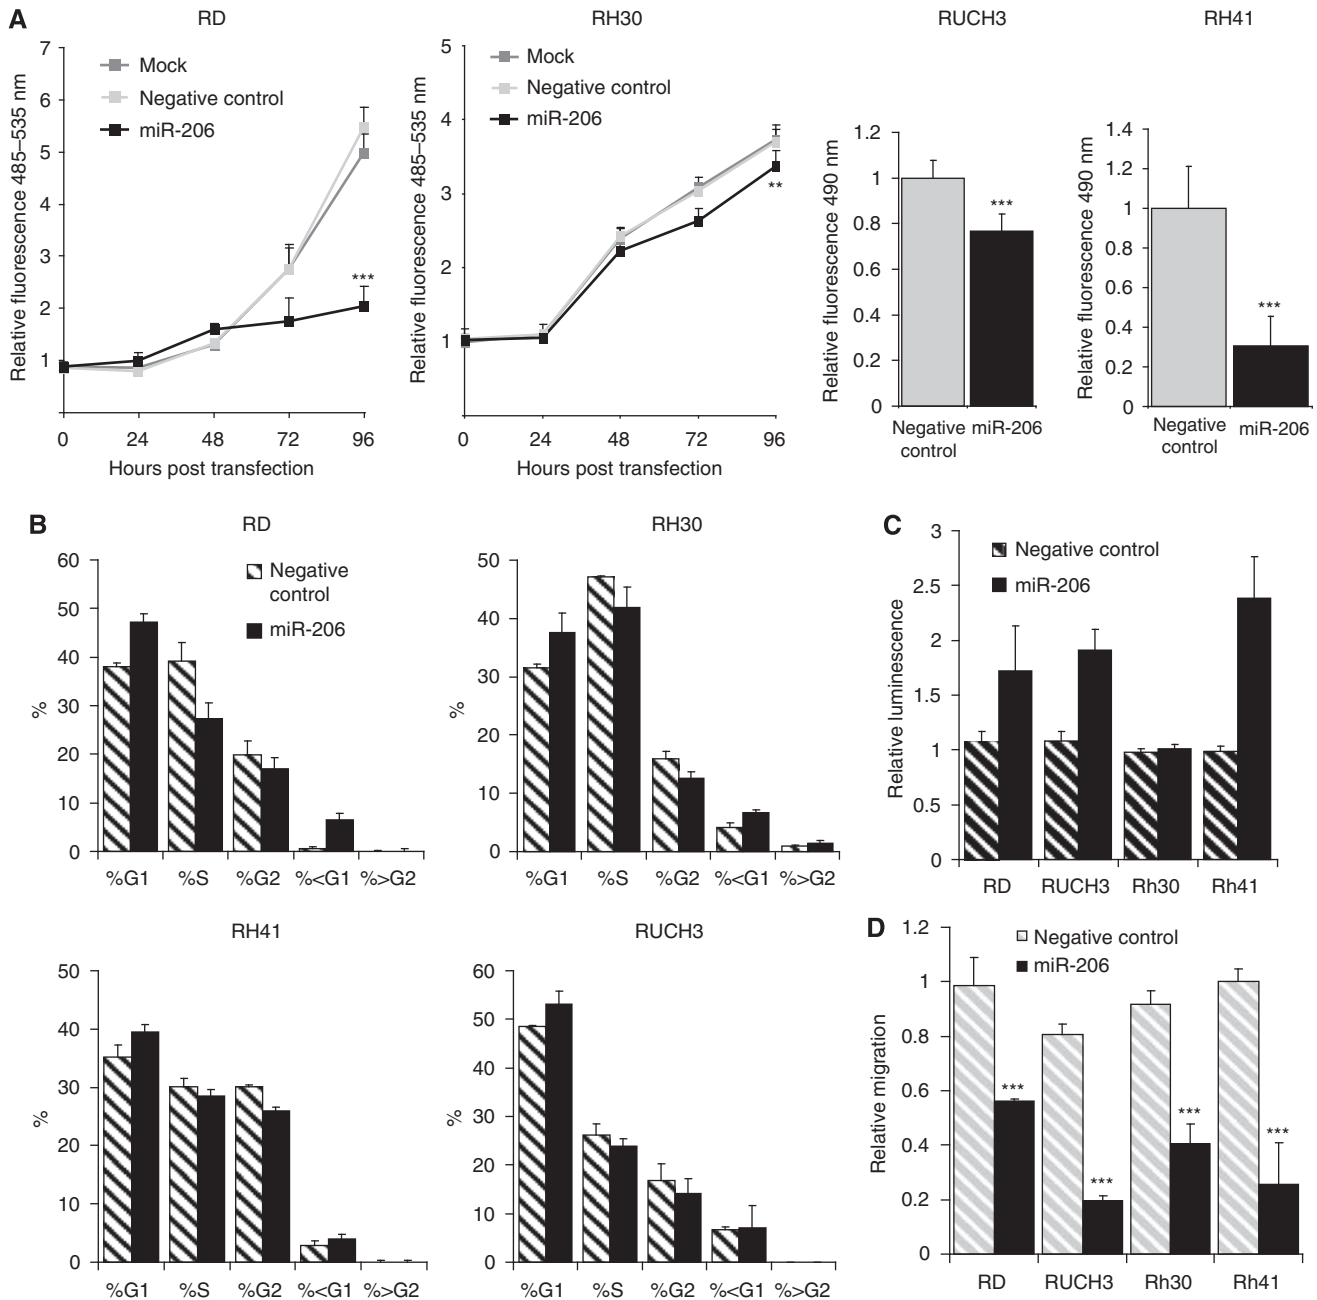 A
RD
7
6
5
4
3
2
1
Relative fluorescence 485–535 nm
Mock
Negative control
miR-206
***
0 24 48 72 96
Hours post transfection
RH30
5
4
3
2
1
Relative fluorescence 485–535 nm
Mock
Negative control
miR-206
**
0 24 48 72 96
Hours post transfection
RUCH3
1.2
1
0.8
0.6
0.4
0.2
0
Relative fluorescence 490 nm
***
Negative
control
miR-206
RH41
1.4
1.2
1
0.8
0.6
0.4
0.2
0
Relative fluorescence 490 nm
***
Negative
control
miR-206
B
RD
60
50
40
30
20
10
0
%
Negative
control
miR-206
%G1 %S %G2 %<G1 %>G2
RH30
50
40
30
20
10
0
%
%G1 %S %G2 %<G1 %>G2
RH41
50
40
30
20
10
0
%
%G1 %S %G2 %<G1 %>G2
RUCH3
60
50
40
30
20
10
0
%
%G1 %S %G2 %<G1 %>G2
C
3
2.5
2
1.5
1
0.5
0
Relative luminescence
Negative control
miR-206
RD RUCH3 Rh30 Rh41
D
1.2
1
0.8
0.6
0.4
0.2
0
Relative migration
Negative control
miR-206
***
***
***
***
RD RUCH3 Rh30 Rh41